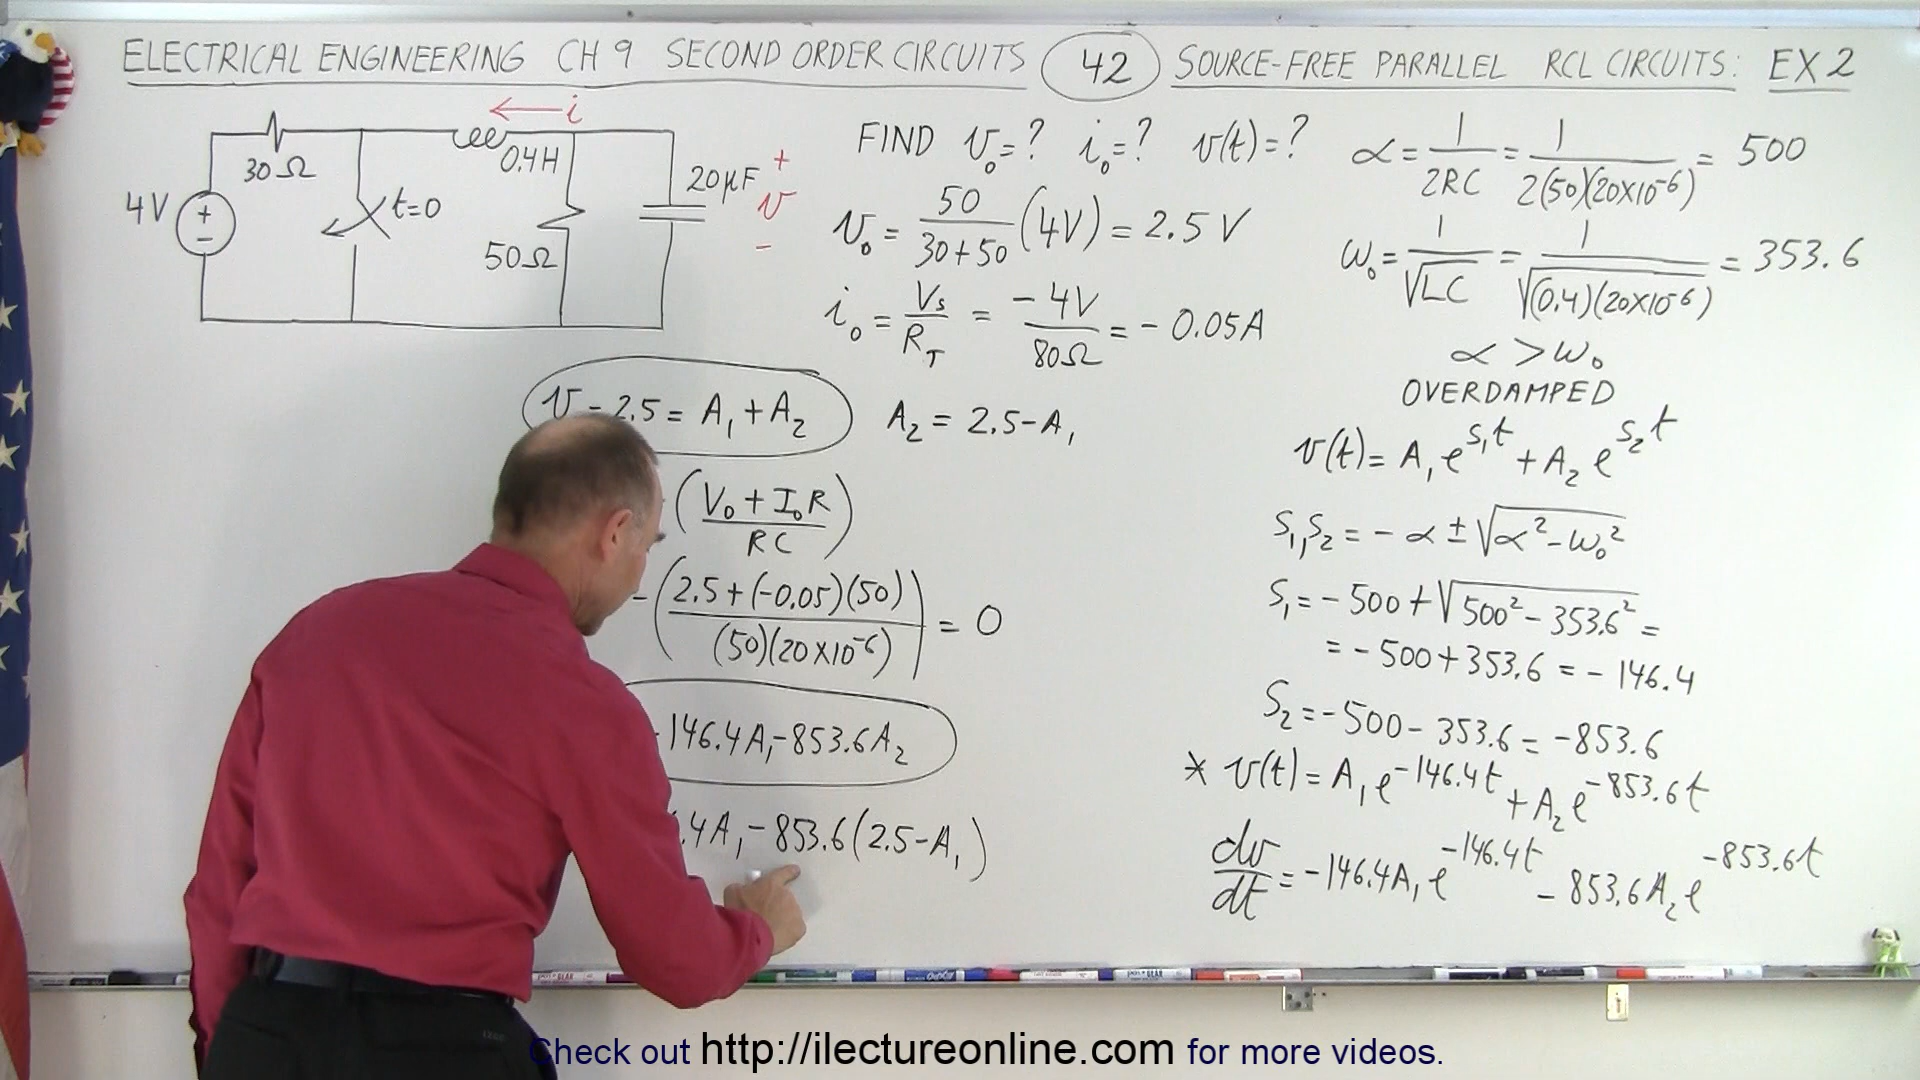 ELECTRICAL ENGINEERING CH 9 SECOND ORDER CIRCUITS 42 SOURCE-FREE PARALLEL RCL CIRCUITS: EX 2
← i
30Ω
0.4H
4V
+
−
t=0
50Ω
20μF
+
v
−
FIND v₀=? i₀=? v(t)=?
v₀ = 50/(30+50) (4V) = 2.5 V
i₀ = Vs/R_T = −4V/80Ω = −0.05A
v = 2.5 = A₁ + A₂
A₂ = 2.5−A₁
(V₀ + I₀R / RC)
−(2.5+(−0.05)(50) / (50)(20×10⁻⁶)) = 0
146.4A₁−853.6A₂
.4A₁−853.6(2.5−A₁)
α = 1/2RC = 1/2(50)(20×10⁻⁶) = 500
ω₀ = 1/√LC = 1/√(0.4)(20×10⁻⁶) = 353.6
α > ω₀
OVERDAMPED
v(t) = A₁e^s₁t + A₂e^s₂t
s₁,s₂ = −α ± √α²−ω₀²
s₁ = −500 + √500² − 353.6² =
= −500+353.6 = −146.4
s₂ = −500 − 353.6 = −853.6
* v(t) = A₁e^−146.4t + A₂e^−853.6t
dv/dt = −146.4A₁e^−146.4t − 853.6A₂e^−853.6t
Check out http://ilectureonline.com for more videos.